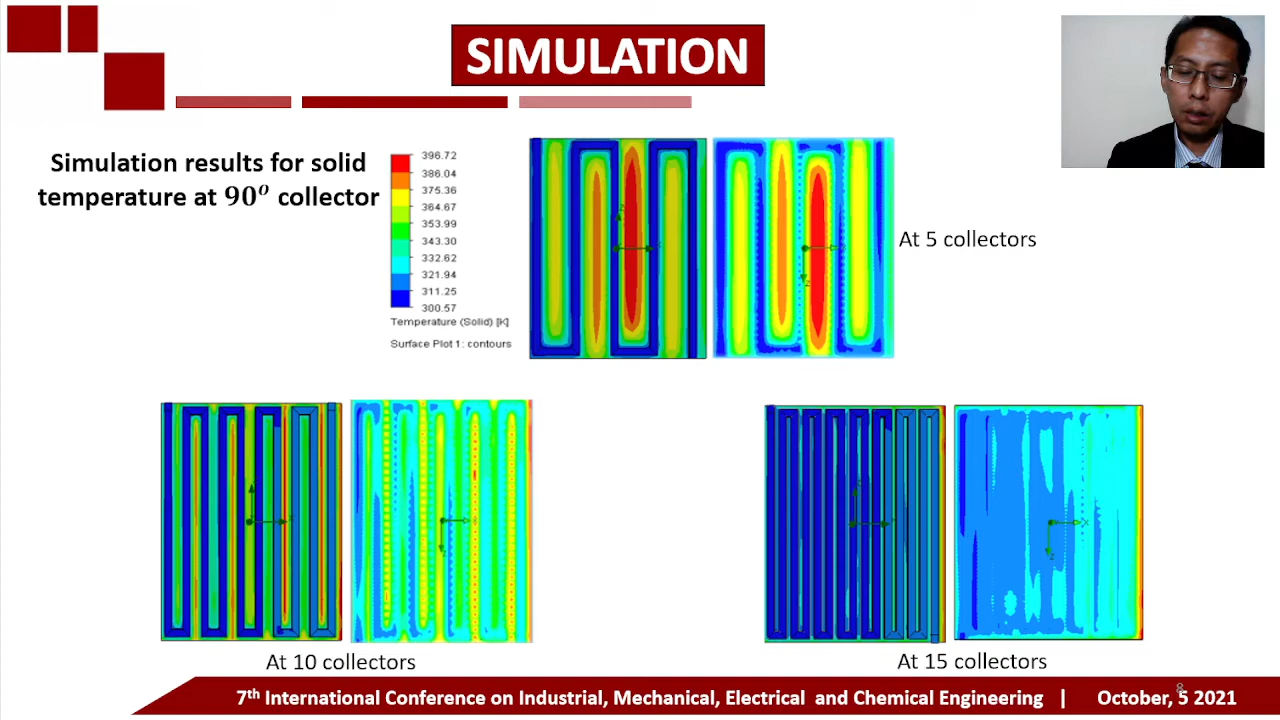 SIMULATION
Simulation results for solid
temperature at 90° collector
396.72
386.04
375.36
364.67
353.99
343.30
332.62
321.94
311.25
300.57
Temperature (Solid) [K]
Surface Plot 1: contours
At 5 collectors
At 10 collectors
At 15 collectors
7th International Conference on Industrial, Mechanical, Electrical and Chemical Engineering | October, 5 2021
8